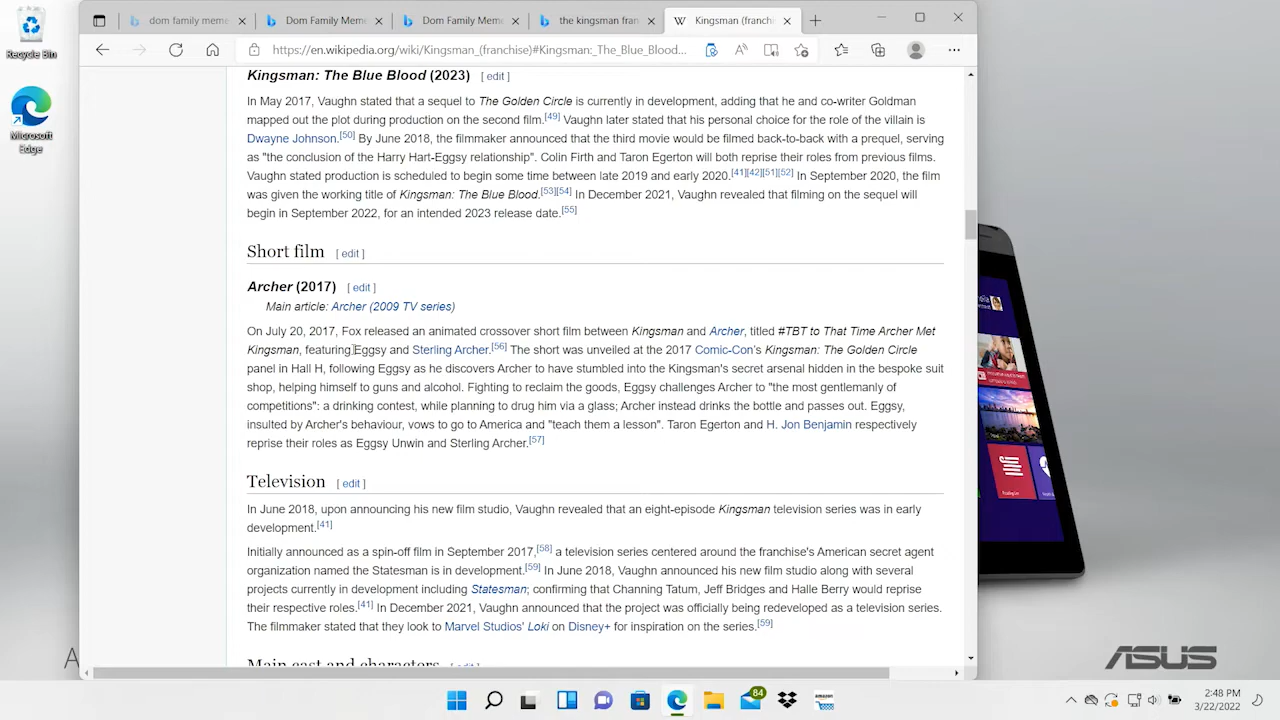 Recycle Bin
Microsoft
Edge
dom family meme
Dom Family Meme
Dom Family Meme
the kingsman fran
Kingsman (franchis
https://en.wikipedia.org/wiki/Kingsman_(franchise)#Kingsman:_The_Blue_Blood...
Kingsman: The Blue Blood (2023) [ edit ]
In May 2017, Vaughn stated that a sequel to The Golden Circle is currently in development, adding that he and co-writer Goldman
mapped out the plot during production on the second film.[49] Vaughn later stated that his personal choice for the role of the villain is
Dwayne Johnson.[50] By June 2018, the filmmaker announced that the third movie would be filmed back-to-back with a prequel, serving
as "the conclusion of the Harry Hart-Eggsy relationship". Colin Firth and Taron Egerton will both reprise their roles from previous films.
Vaughn stated production is scheduled to begin some time between late 2019 and early 2020.[41][42][51][52] In September 2020, the film
was given the working title of Kingsman: The Blue Blood.[53][54] In December 2021, Vaughn revealed that filming on the sequel will
begin in September 2022, for an intended 2023 release date.[55]
Short film [ edit ]
Archer (2017) [ edit ]
Main article: Archer (2009 TV series)
On July 20, 2017, Fox released an animated crossover short film between Kingsman and Archer, titled #TBT to That Time Archer Met
Kingsman, featuring Eggsy and Sterling Archer.[56] The short was unveiled at the 2017 Comic-Con's Kingsman: The Golden Circle
panel in Hall H, following Eggsy as he discovers Archer to have stumbled into the Kingsman's secret arsenal hidden in the bespoke suit
shop, helping himself to guns and alcohol. Fighting to reclaim the goods, Eggsy challenges Archer to "the most gentlemanly of
competitions": a drinking contest, while planning to drug him via a glass; Archer instead drinks the bottle and passes out. Eggsy,
insulted by Archer's behaviour, vows to go to America and "teach them a lesson". Taron Egerton and H. Jon Benjamin respectively
reprise their roles as Eggsy Unwin and Sterling Archer.[57]
Television [ edit ]
In June 2018, upon announcing his new film studio, Vaughn revealed that an eight-episode Kingsman television series was in early
development.[41]
Initially announced as a spin-off film in September 2017,[58] a television series centered around the franchise's American secret agent
organization named the Statesman is in development.[59] In June 2018, Vaughn announced his new film studio along with several
projects currently in development including Statesman; confirming that Channing Tatum, Jeff Bridges and Halle Berry would reprise
their respective roles.[41] In December 2021, Vaughn announced that the project was officially being redeveloped as a television series.
The filmmaker stated that they look to Marvel Studios' Loki on Disney+ for inspiration on the series.[59]
Main cast and characters [ edit ]
ASUS
84
amazon
2:48 PM
3/22/2022